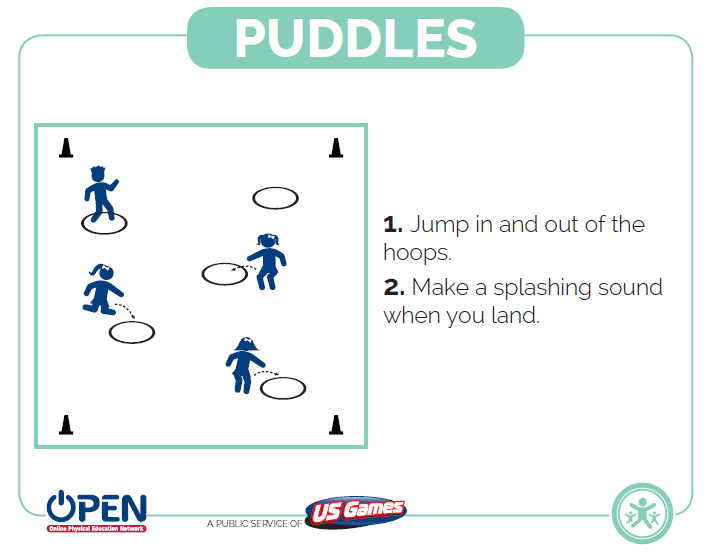 PUDDLES
1. Jump in and out of the
hoops.
2. Make a splashing sound
when you land.
OPEN
Online Physical Education Network
A PUBLIC SERVICE OF
US Games